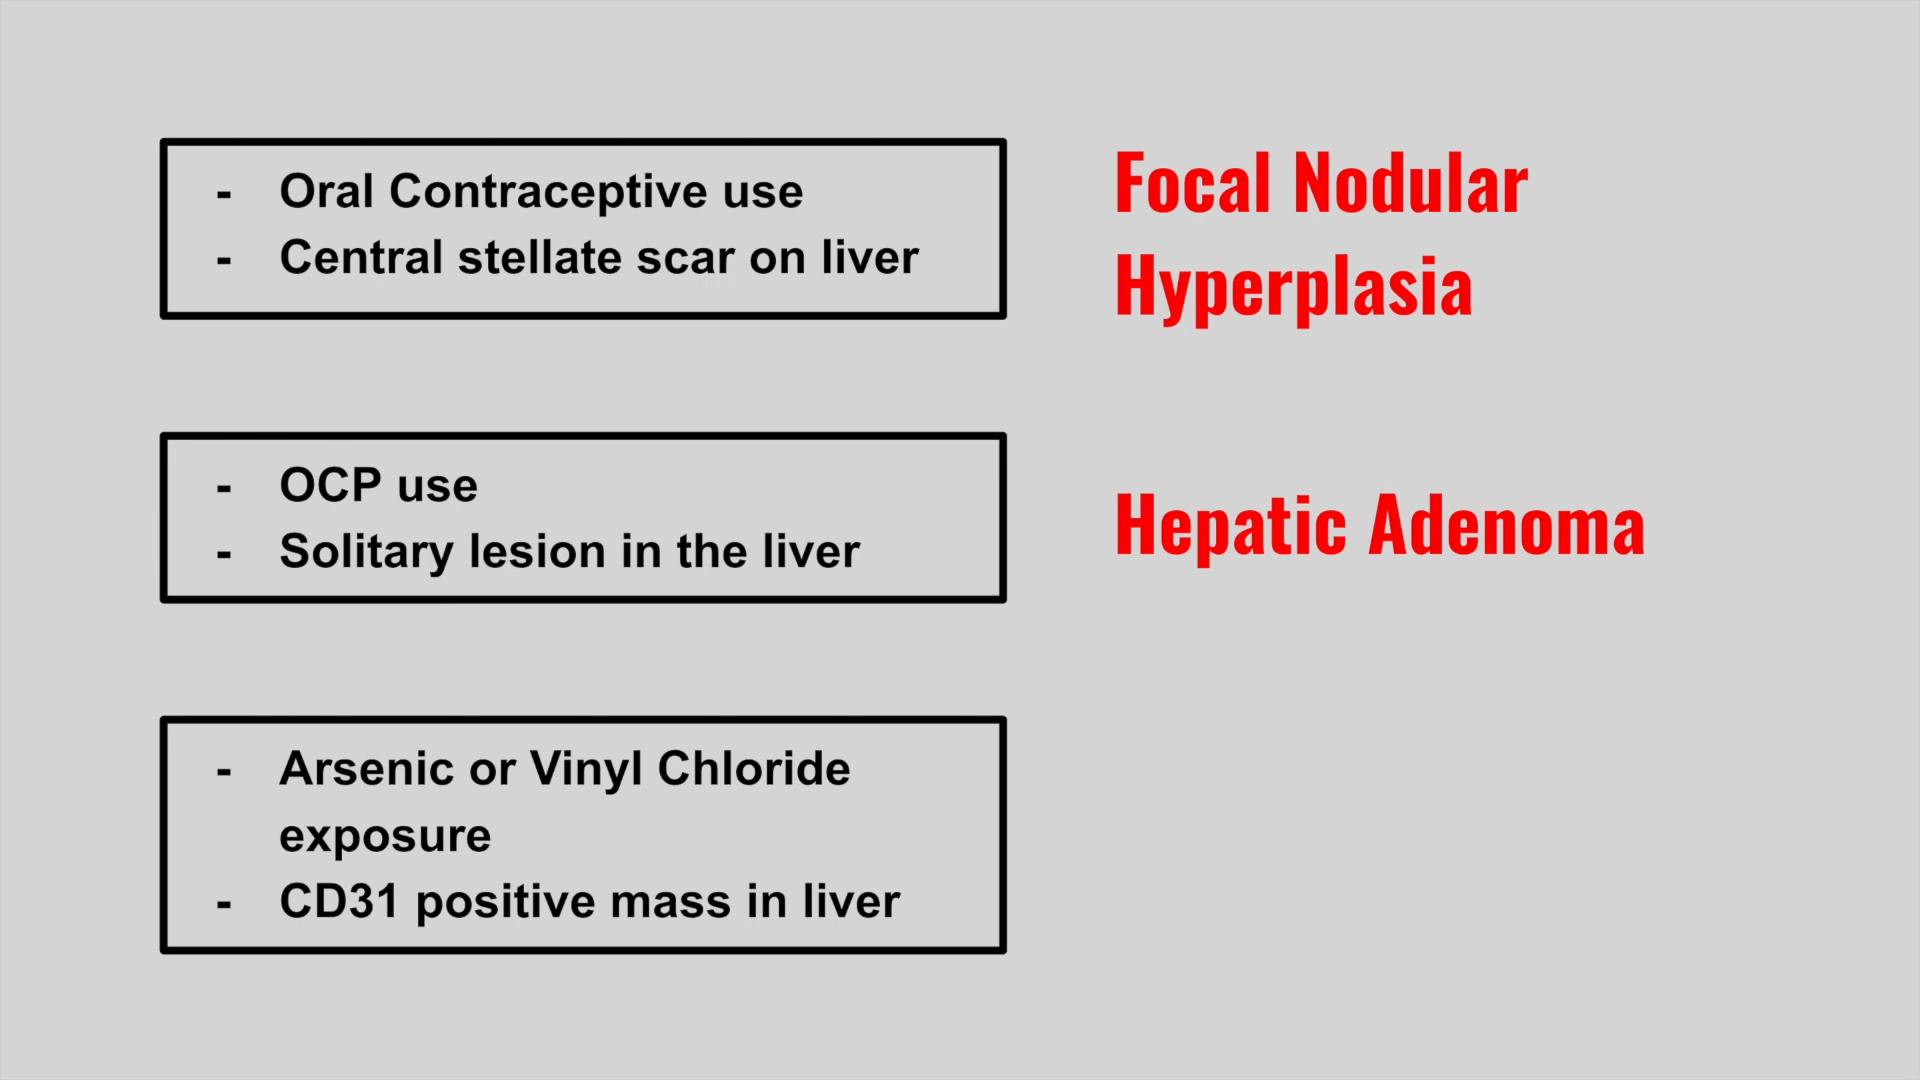 - Oral Contraceptive use
- Central stellate scar on liver
Focal Nodular
Hyperplasia
- OCP use
- Solitary lesion in the liver
Hepatic Adenoma
- Arsenic or Vinyl Chloride
exposure
- CD31 positive mass in liver